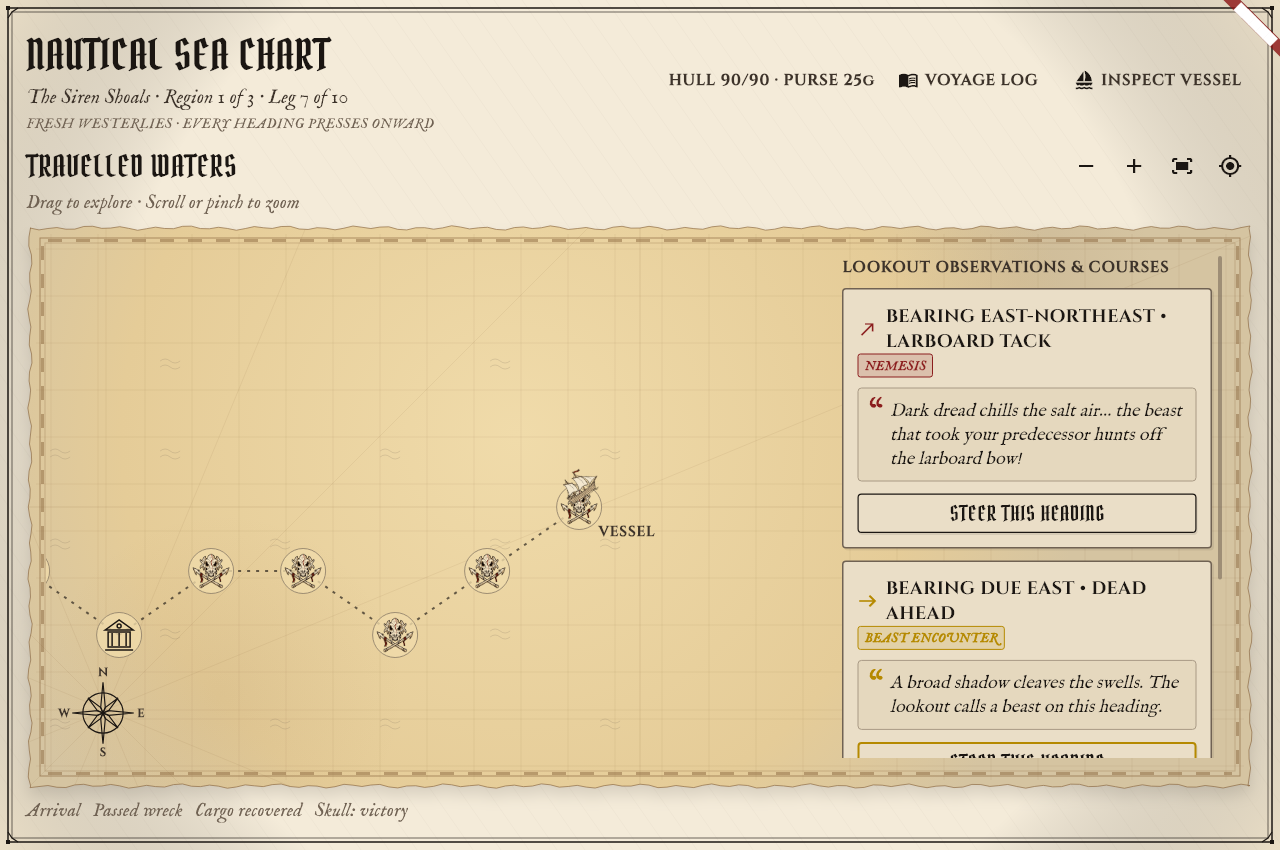 NAUTICAL SEA CHART
The Siren Shoals · Region 1 of 3 · Leg 7 of 10
FRESH WESTERLIES · EVERY HEADING PRESSES ONWARD
HULL 90/90 · PURSE 25G
VOYAGE LOG
INSPECT VESSEL
TRAVELLED WATERS
Drag to explore · Scroll or pinch to zoom
VESSEL
N
W
E
S
LOOKOUT OBSERVATIONS & COURSES
BEARING EAST-NORTHEAST •
LARBOARD TACK
NEMESIS
“ Dark dread chills the salt air... the beast
that took your predecessor hunts off
the larboard bow!
STEER THIS HEADING
BEARING DUE EAST • DEAD
AHEAD
BEAST ENCOUNTER
“ A broad shadow cleaves the swells. The
lookout calls a beast on this heading.
STEER THIS HEADING
Arrival Passed wreck Cargo recovered Skull: victory